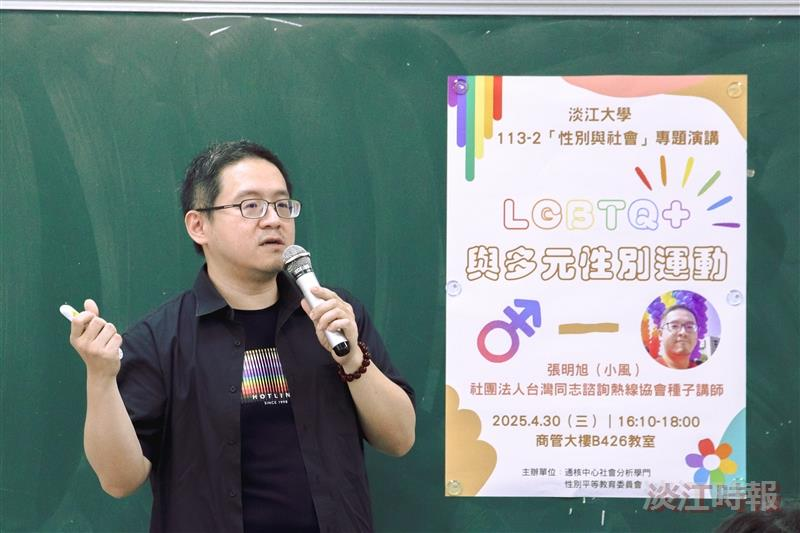 淡江大學
113-2「性別與社會」專題演講
LGBTQ+
與多元性別運動
張明旭（小風）
社團法人台灣同志諮詢熱線協會種子講師
2025.4.30（三）｜16:10-18:00
商管大樓B426教室
主辦單位：通核中心社會分析學門
性別平等教育委員會
HOTLIN
SINCE 1998
淡江時報